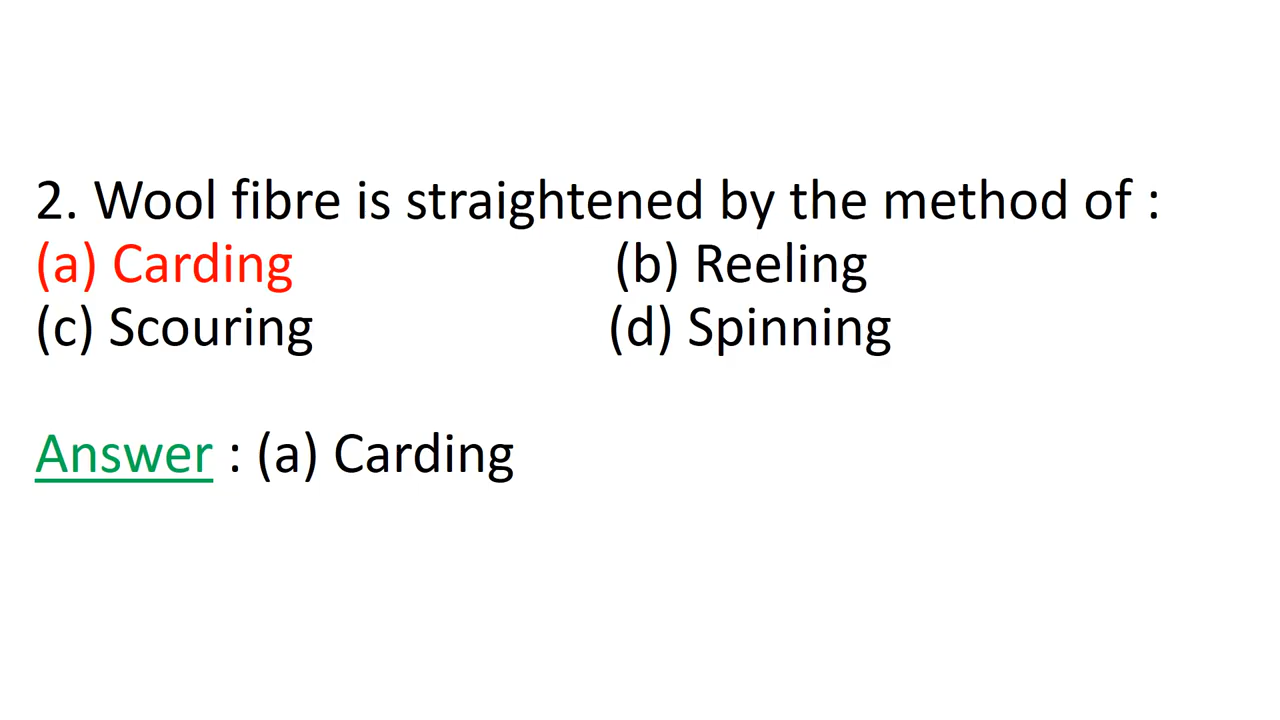 2. Wool fibre is straightened by the method of :
(a) Carding (b) Reeling
(c) Scouring (d) Spinning
Answer : (a) Carding